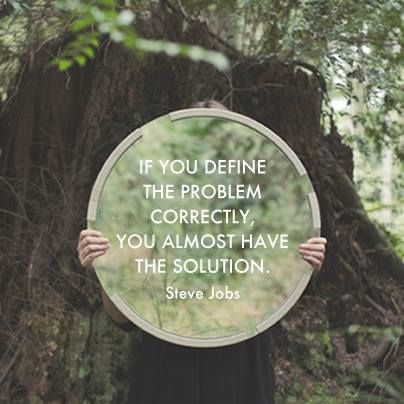 IF YOU DEFINE
THE PROBLEM
CORRECTLY,
YOU ALMOST HAVE
THE SOLUTION.
Steve Jobs